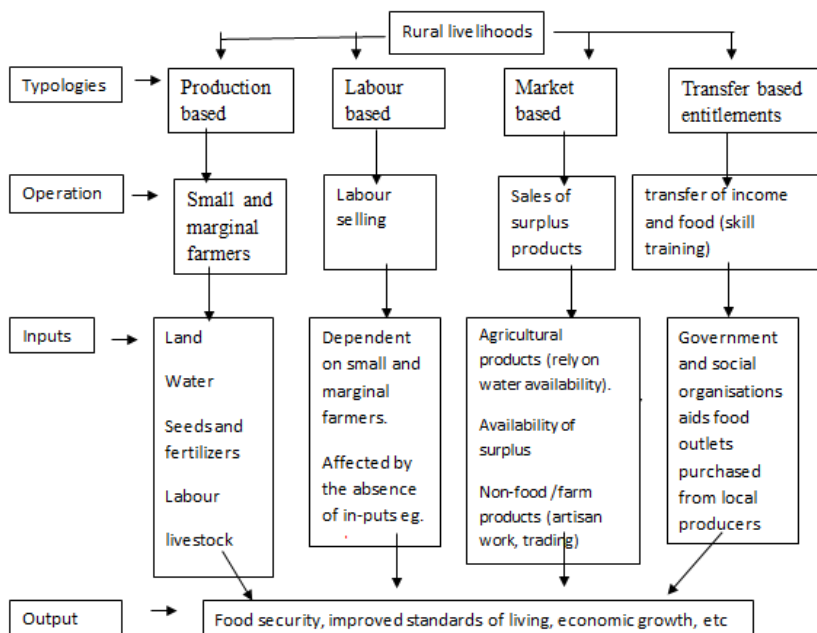 Rural livelihoods
Typologies
Production
based
Labour
based
Market
based
Transfer based
entitlements
Operation
Small and
marginal
farmers
Labour
selling
Sales of
surplus
products
transfer of income
and food (skill
training)
Inputs
Land
Water
Seeds and
fertilizers
Labour
livestock
Dependent
on small and
marginal
farmers.
Affected by
the absence
of in-puts eg.
Agricultural
products (rely on
water availability).
Availability of
surplus
Non-food /farm
products (artisan
work, trading)
Government
and social
organisations
aids food
outlets
purchased
from local
producers
Output
Food security, improved standards of living, economic growth, etc